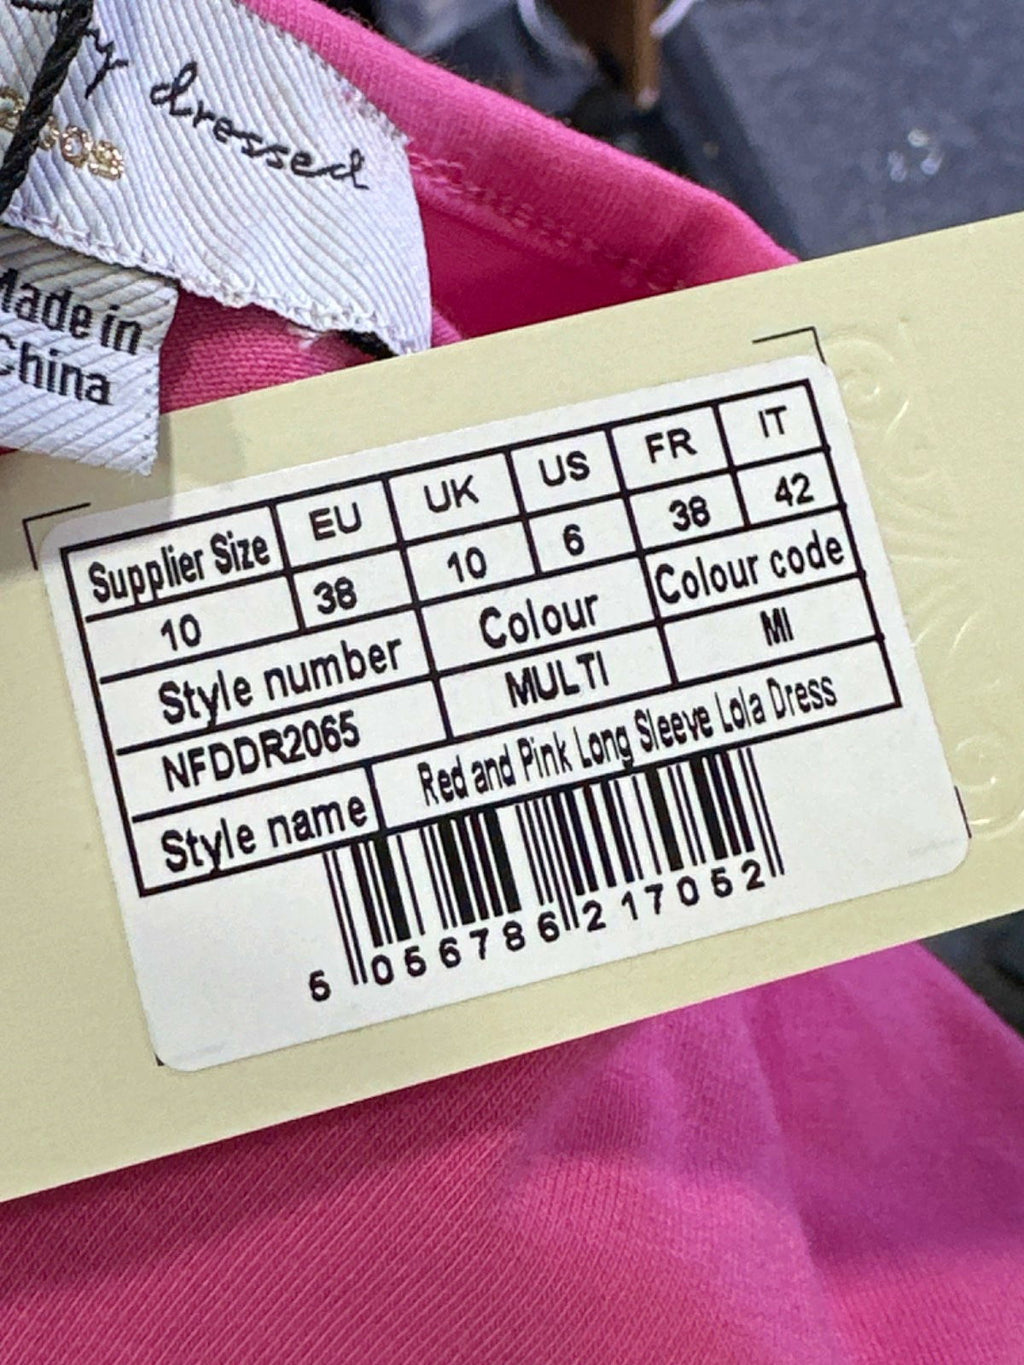 dressed
Made in
China
Supplier Size EU UK US FR IT
10 38 10 6 38 42
Style number Colour Colour code
NFDDR2065 MULTI MI
Style name Red and Pink Long Sleeve Lola Dress
5 056786 217052